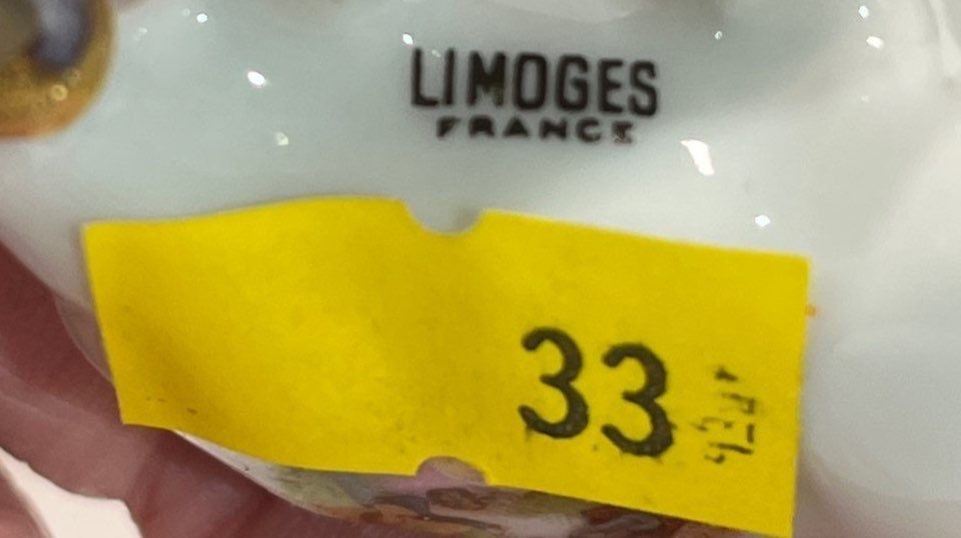 LIMOGES
FRANCE
33